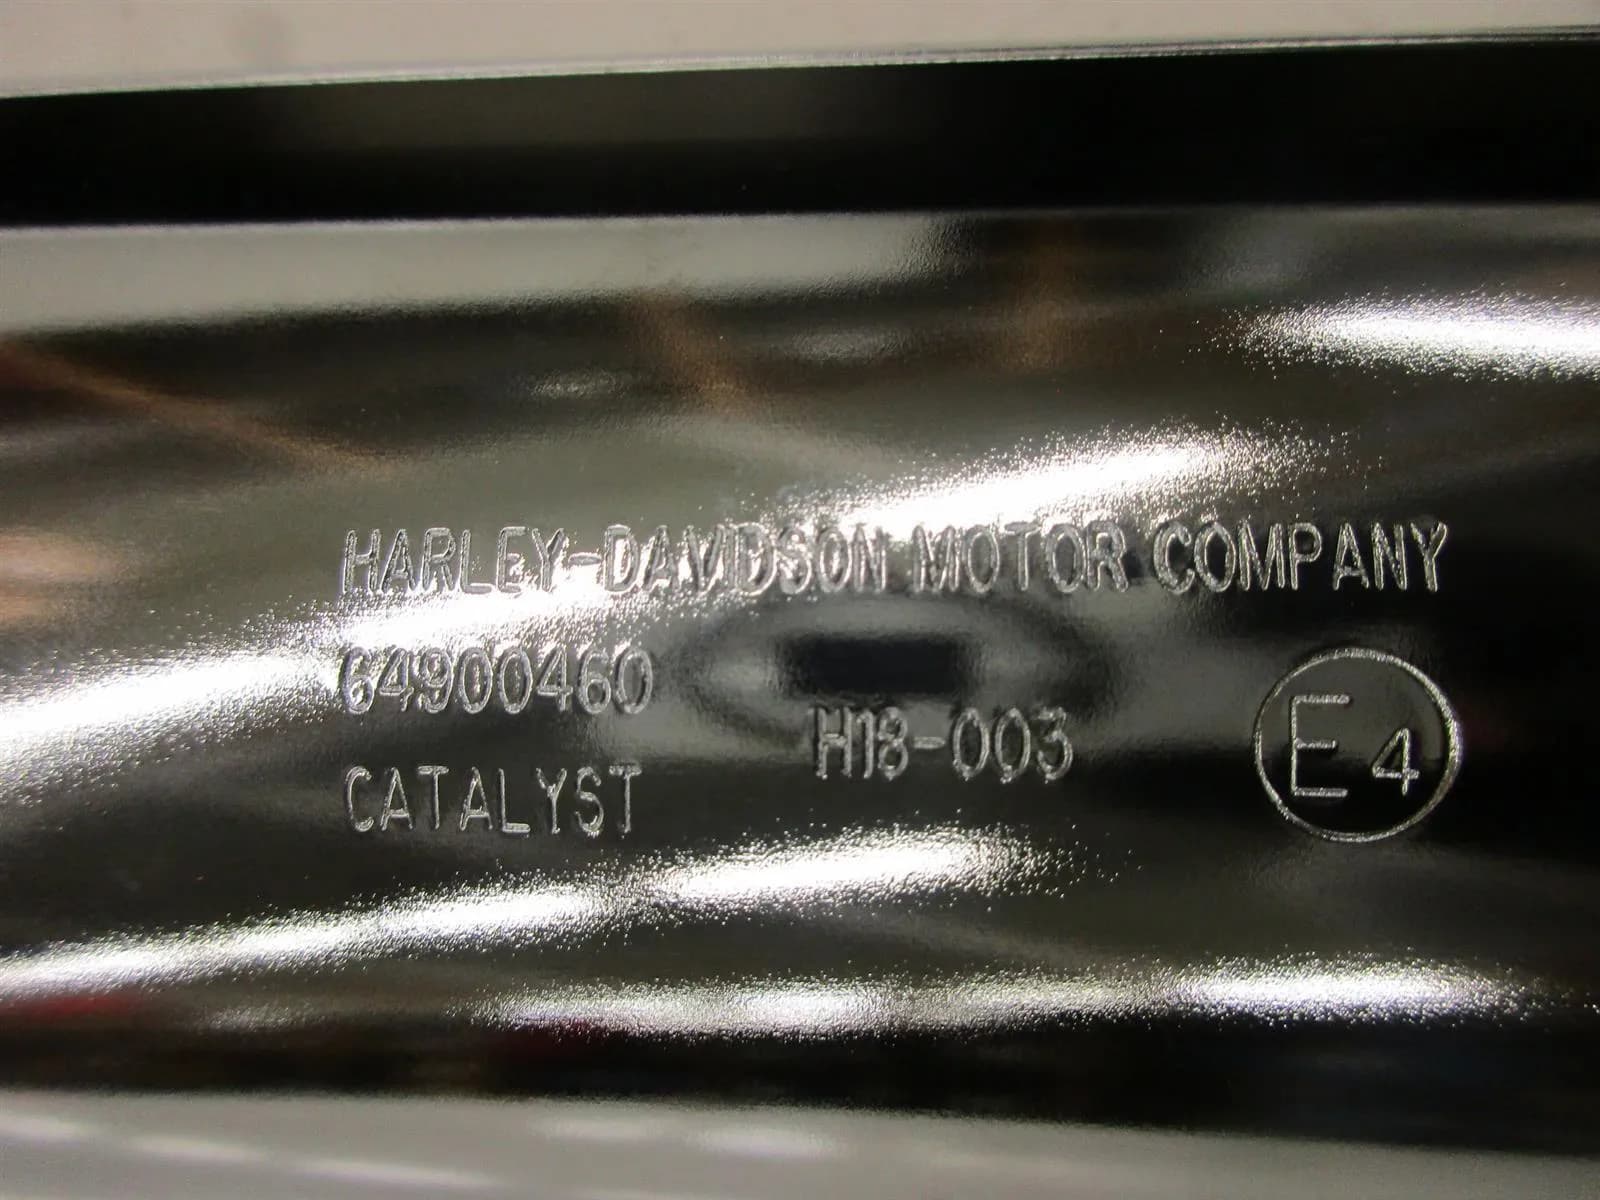 HARLEY-DAVIDSON MOTOR COMPANY
64900460
H18-003
CATALYST
E4